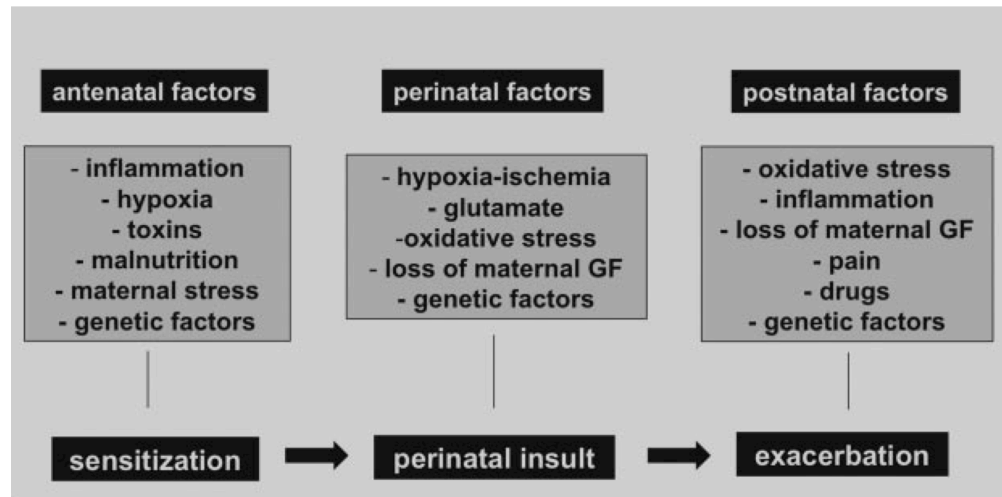 antenatal factors
perinatal factors
postnatal factors
- inflammation
- hypoxia
- toxins
- malnutrition
- maternal stress
- genetic factors
- hypoxia-ischemia
- glutamate
-oxidative stress
- loss of maternal GF
- genetic factors
- oxidative stress
- inflammation
- loss of maternal GF
- pain
- drugs
- genetic factors
sensitization
perinatal insult
exacerbation